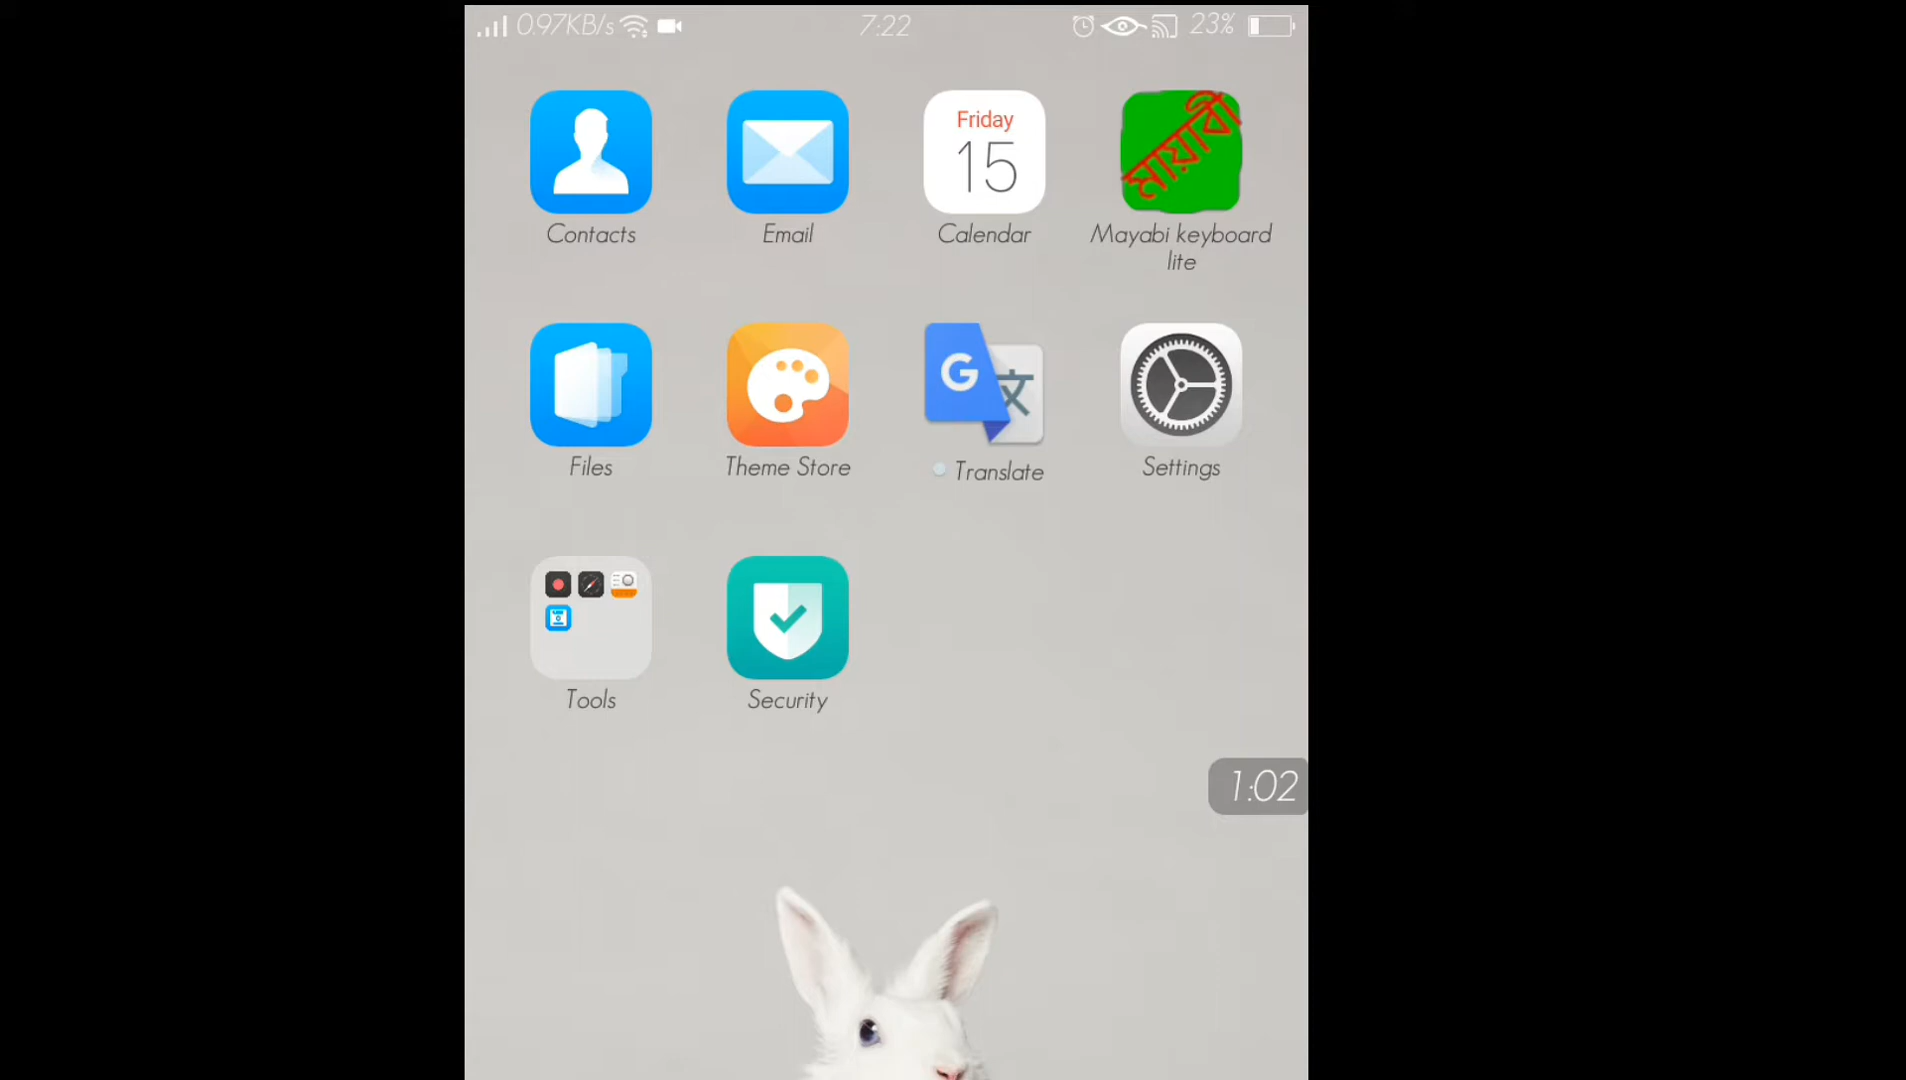 0.97KB/s 7:22 23%
Friday
15
মায়াবী
Contacts Email Calendar Mayabi keyboard
lite
G 文
Files Theme Store Translate Settings
Tools Security
1:02